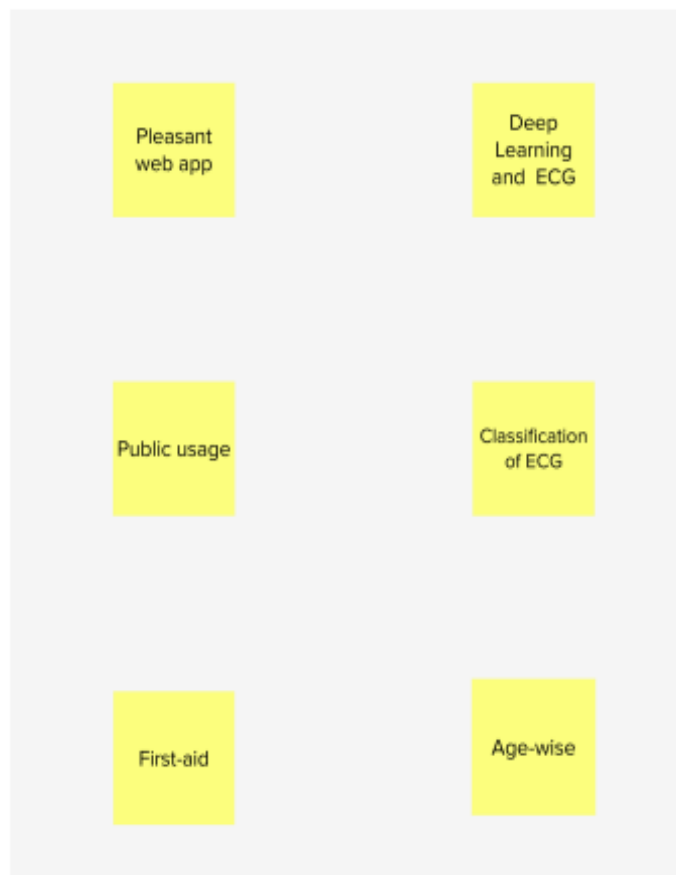 Pleasant
web app
Deep
Learning
and ECG
Public usage
Classification
of ECG
First-aid
Age-wise